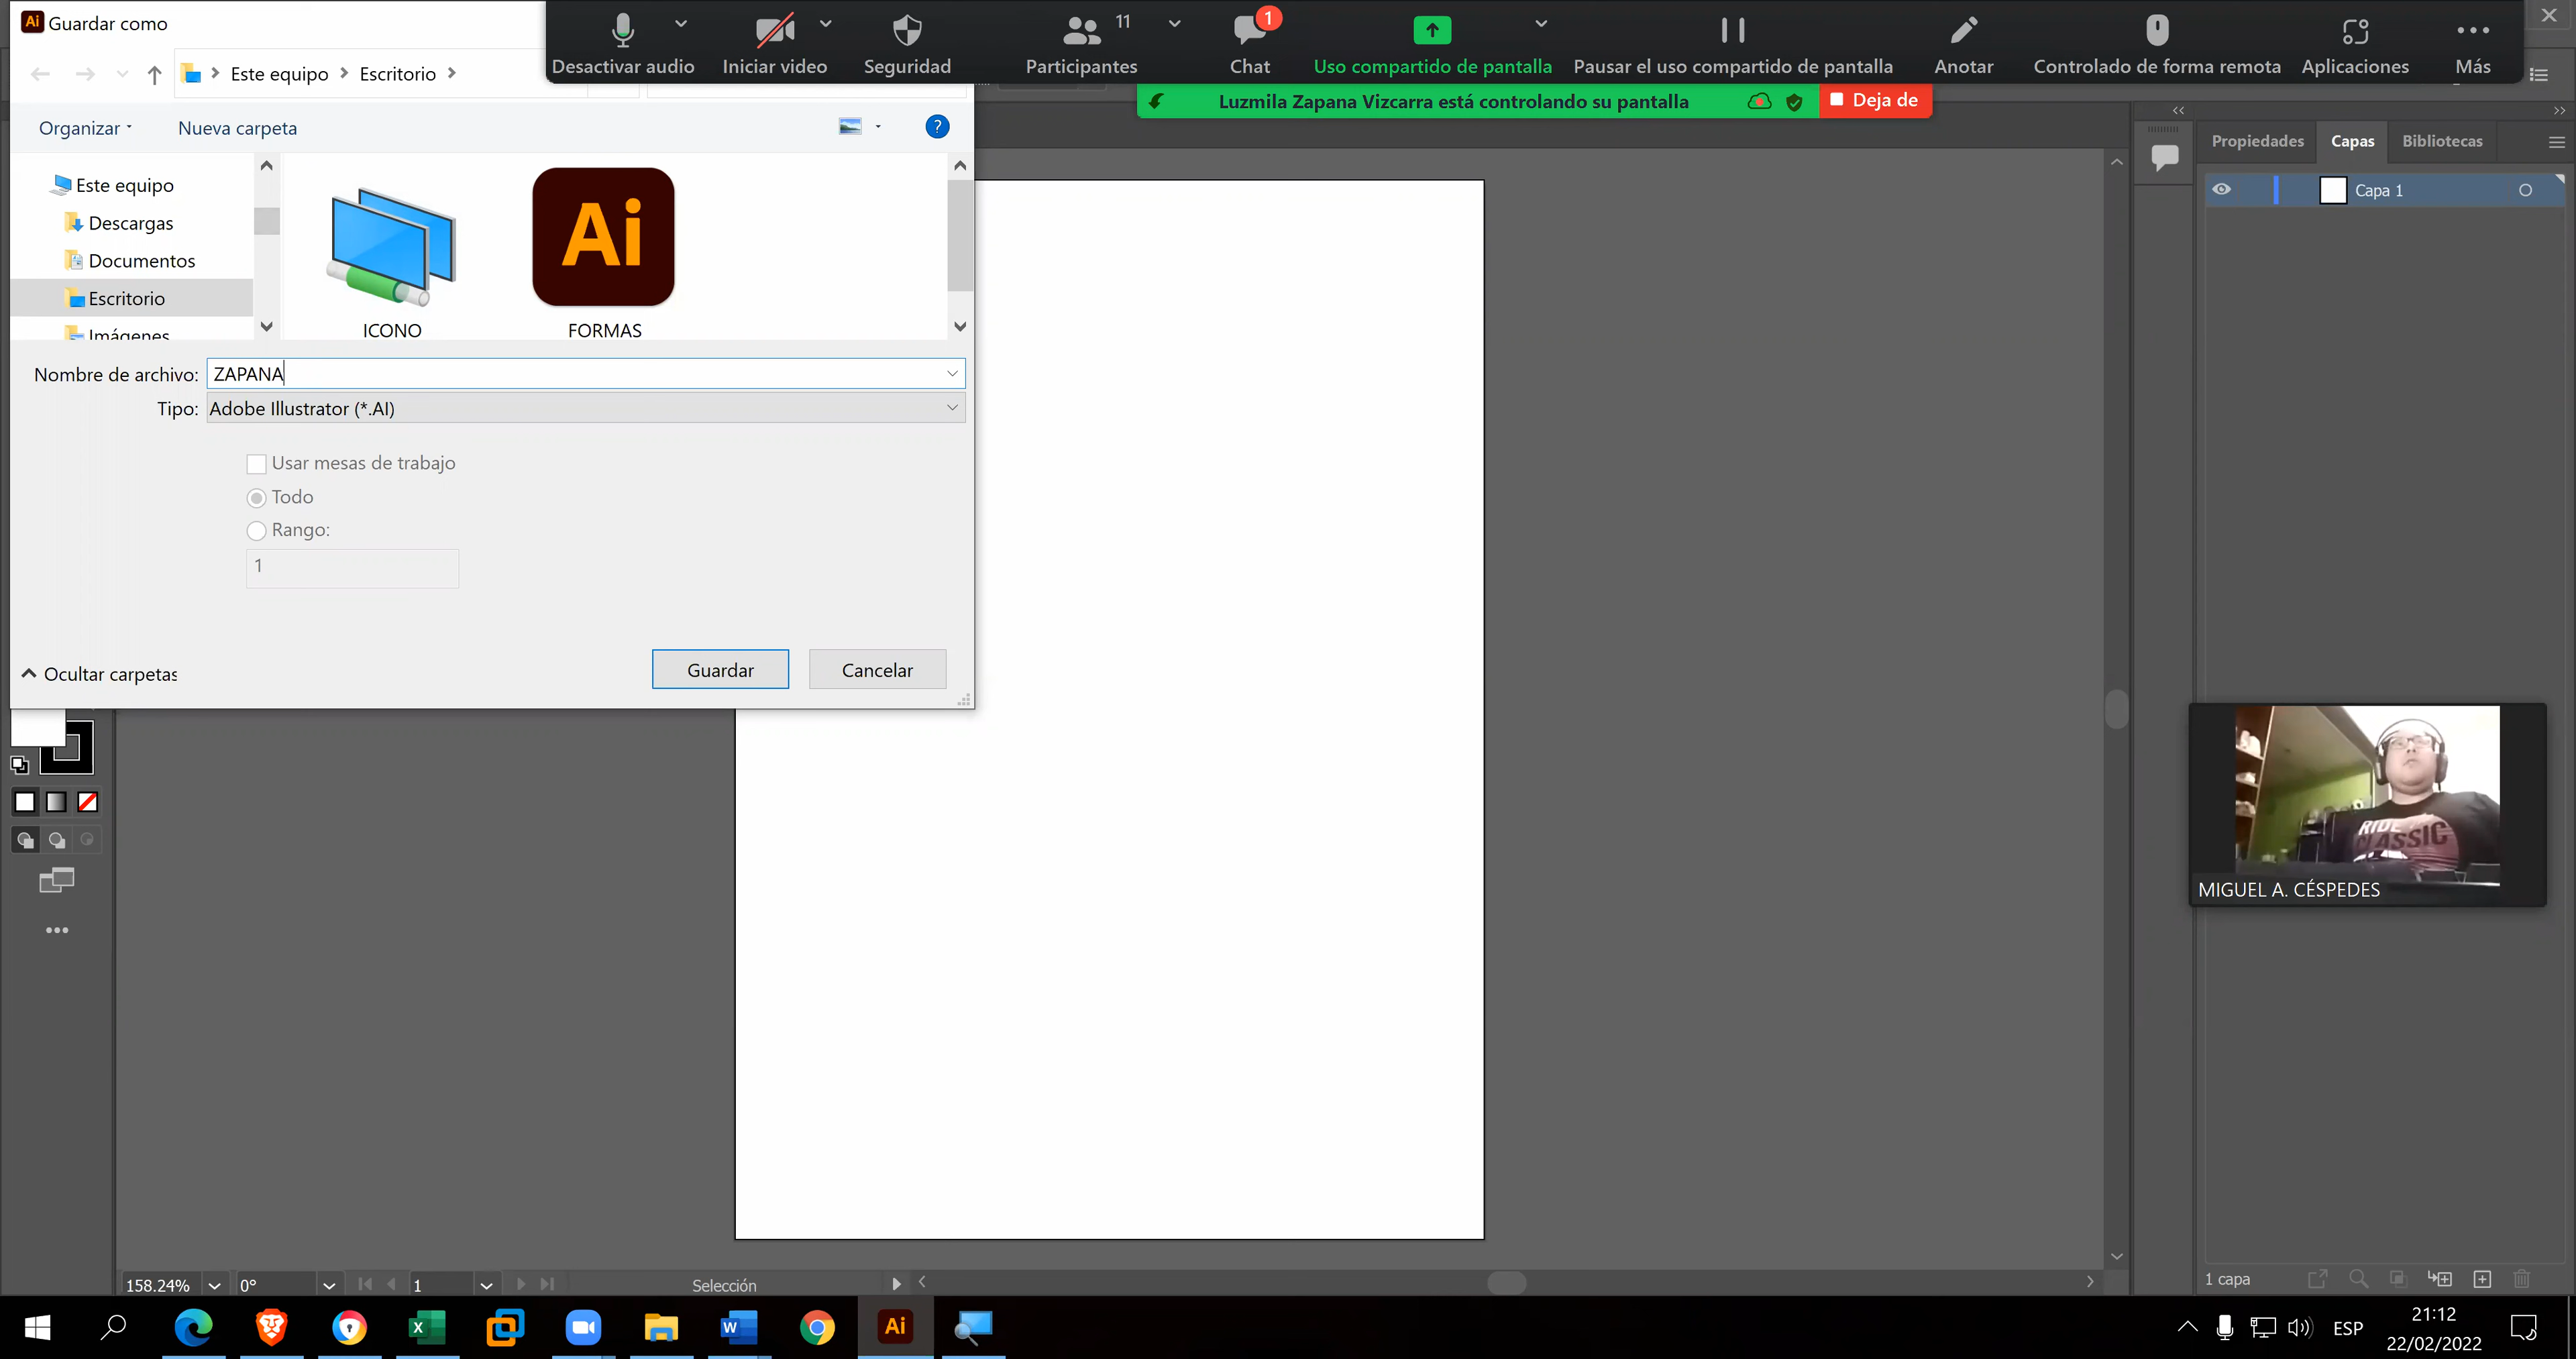 Ai Guardar como
Desactivar audio
Iniciar video
Seguridad
11
Participantes
1
Chat
Uso compartido de pantalla
Pausar el uso compartido de pantalla
Anotar
Controlado de forma remota
Aplicaciones
Más
Este equipo
Escritorio
Luzmila Zapana Vizcarra está controlando su pantalla
Deja de
Organizar
Nueva carpeta
?
Propiedades
Capas
Bibliotecas
Capa 1
Este equipo
Descargas
Documentos
Escritorio
Imágenes
Ai
ICONO
FORMAS
Nombre de archivo: ZAPANA
Tipo: Adobe Illustrator (*.AI)
Usar mesas de trabajo
Todo
Rango:
1
Guardar
Cancelar
Ocultar carpetas
RIDE
CLASSIC
MIGUEL A. CÉSPEDES
158.24%
0°
1
Selección
1 capa
Ai
ESP
21:12
22/02/2022